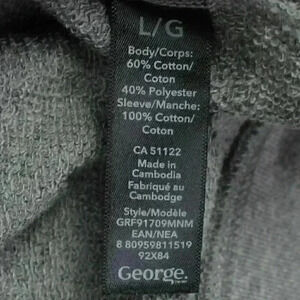 L/G
Body/Corps:
60% Cotton/
Coton
40% Polyester
Sleeve/Manche:
100% Cotton/
Coton
CA 51122
Made in
Cambodia
Fabriqué au
Cambodge
Style/Modèle
GRF91709MNM
EAN/NEA
8 80959811519
92X84
George.